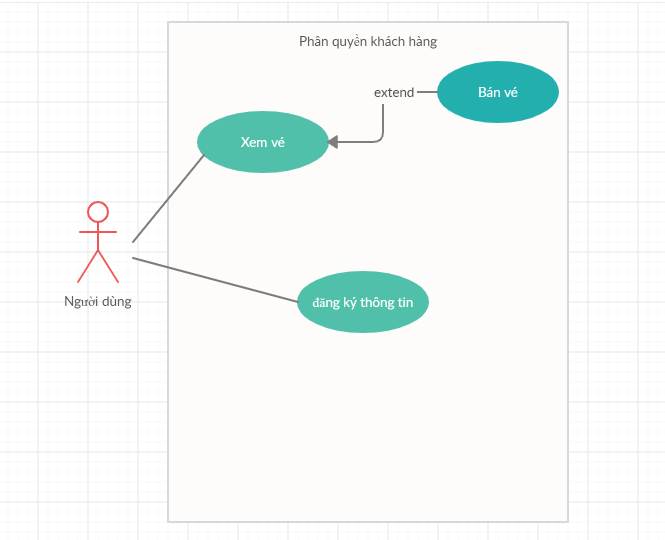 Phân quyền khách hàng
extend
Bán vé
Xem vé
Người dùng
đăng ký thông tin